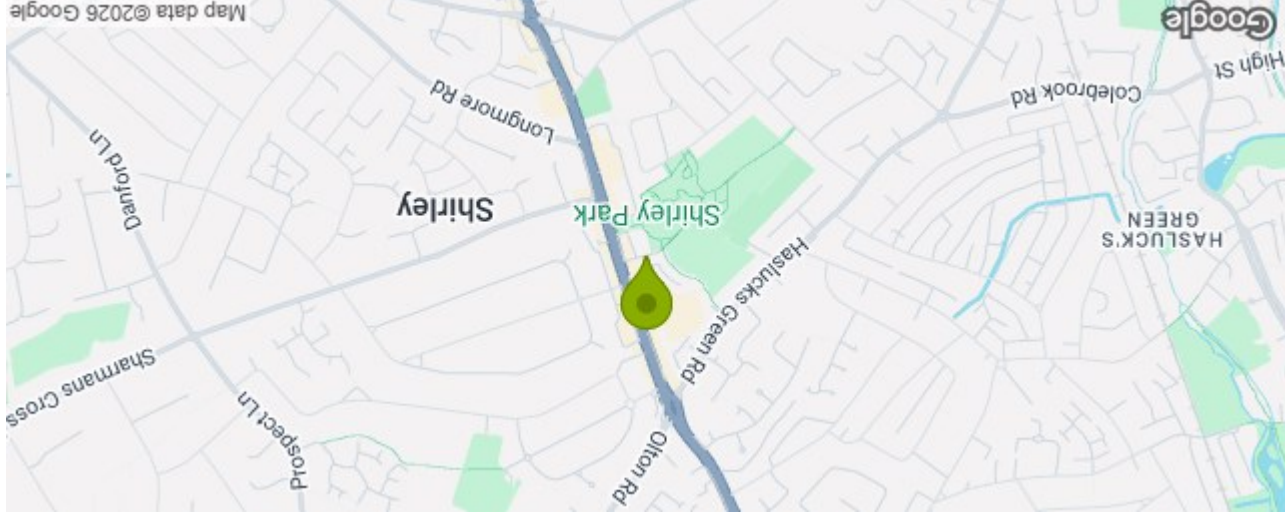 High St
Colebrook Rd
HASLUCK'S
GREEN
Haslucks Green Rd
Shirley Park
Olton Rd
Shirley
Longmore Rd
Sharmans Cross
Prospect Ln
Danford Ln
Google
Map data ©2026 Google